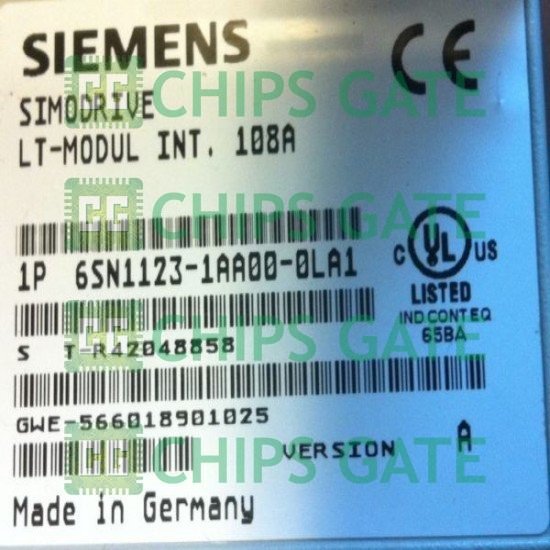 SIEMENS
CE
SIMODRIVE
LT-MODUL INT. 108A
1P 6SN1123-1AA00-0LA1
C UL US
LISTED
IND.CONT.EQ
65BA
S T-R42048858
GWE-566018901025
VERSION A
Made in Germany
CHIPS GATE
CHIPS GATE
CHIPS GATE
CHIPS GATE